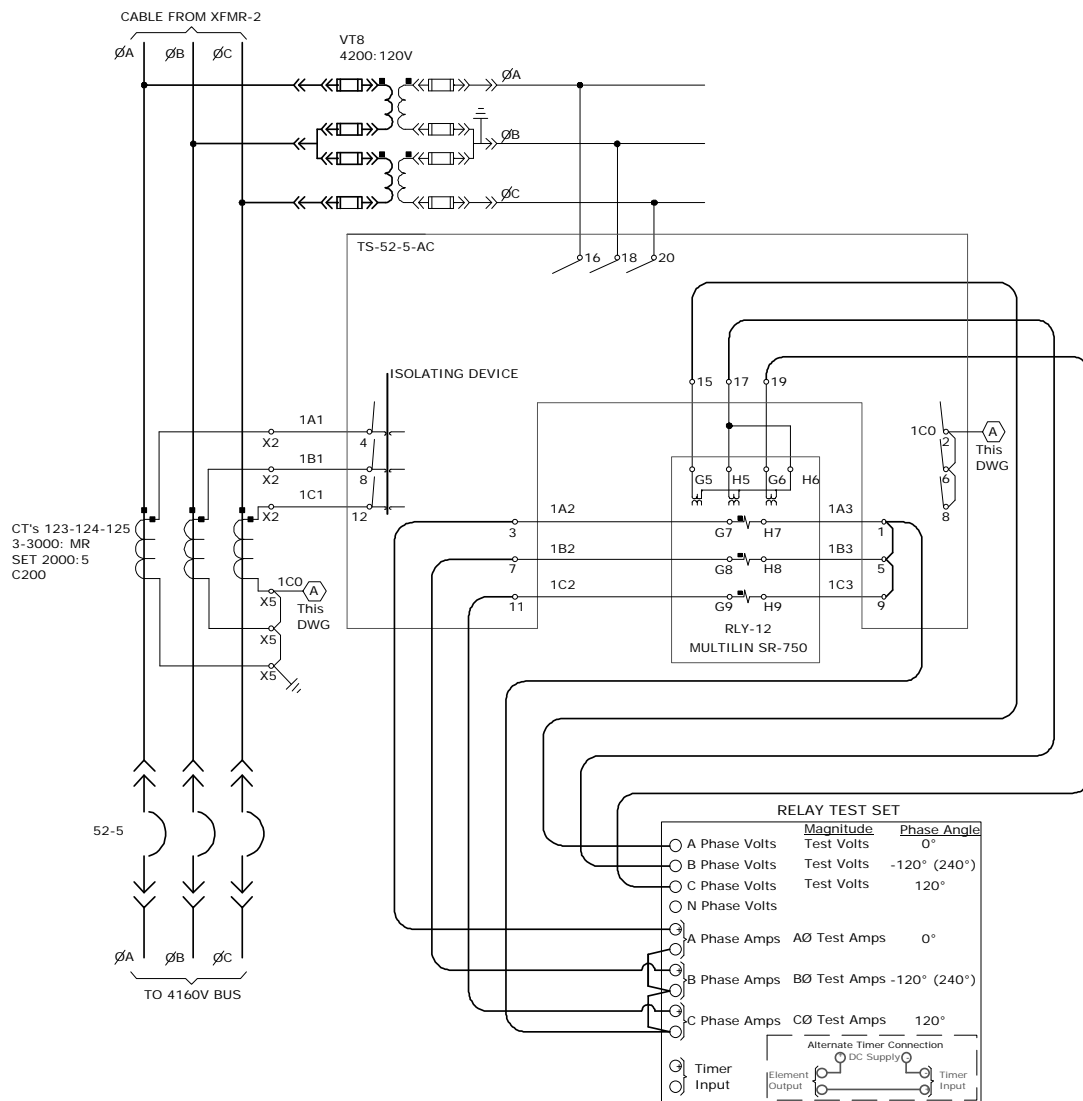 CABLE FROM XFMR-2
ØA ØB ØC
VT8
4200:120V
ØA
ØB
ØC
TS-52-5-AC
16 18 20
ISOLATING DEVICE
15 17 19
1A1
X2 4
1B1
X2 8
1C1
X2 12
1C0
2
A
This
DWG
6
8
G5 H5 G6 H6
CT's 123-124-125
3-3000: MR
SET 2000:5
C200
1A2
3
G7 H7
1A3
1
1B2
7
G8 H8
1B3
5
1C2
11
G9 H9
1C3
9
1C0
X5
A
This
DWG
X5
X5
RLY-12
MULTILIN SR-750
52-5
ØA ØB ØC
TO 4160V BUS
RELAY TEST SET
Magnitude Phase Angle
A Phase Volts Test Volts 0°
B Phase Volts Test Volts -120° (240°)
C Phase Volts Test Volts 120°
N Phase Volts
+
A Phase Amps AØ Test Amps 0°
+
B Phase Amps BØ Test Amps -120° (240°)
+
C Phase Amps CØ Test Amps 120°
+
Timer
Input
Alternate Timer Connection
+ DC Supply -
Element
Output
- +
Timer
Input